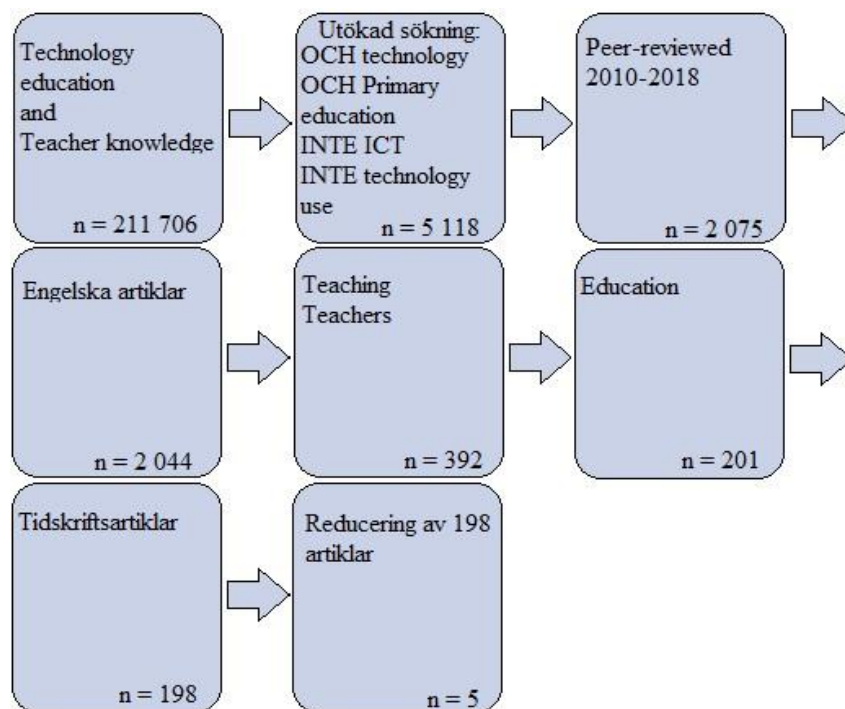 Technology
education
and
Teacher knowledge
n = 211 706
Utökad sökning:
OCH technology
OCH Primary
education
INTE ICT
INTE technology
use
n = 5 118
Peer-reviewed
2010-2018
n = 2 075
Engelska artiklar
n = 2 044
Teaching
Teachers
n = 392
Education
n = 201
Tidskriftsartiklar
n = 198
Reducering av 198
artiklar
n = 5